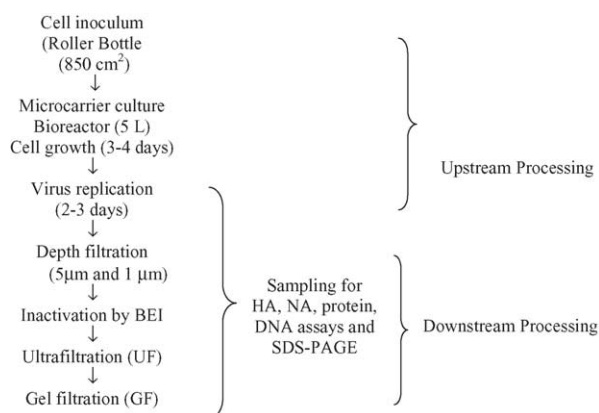 Cell inoculum
(Roller Bottle
(850 cm²)
↓
Microcarrier culture
Bioreactor (5 L)
Cell growth (3-4 days)
↓
Virus replication
(2-3 days)
↓
Depth filtration
(5μm and 1 μm)
↓
Inactivation by BEI
↓
Ultrafiltration (UF)
↓
Gel filtration (GF)
Sampling for
HA, NA, protein,
DNA assays and
SDS-PAGE
Upstream Processing
Downstream Processing